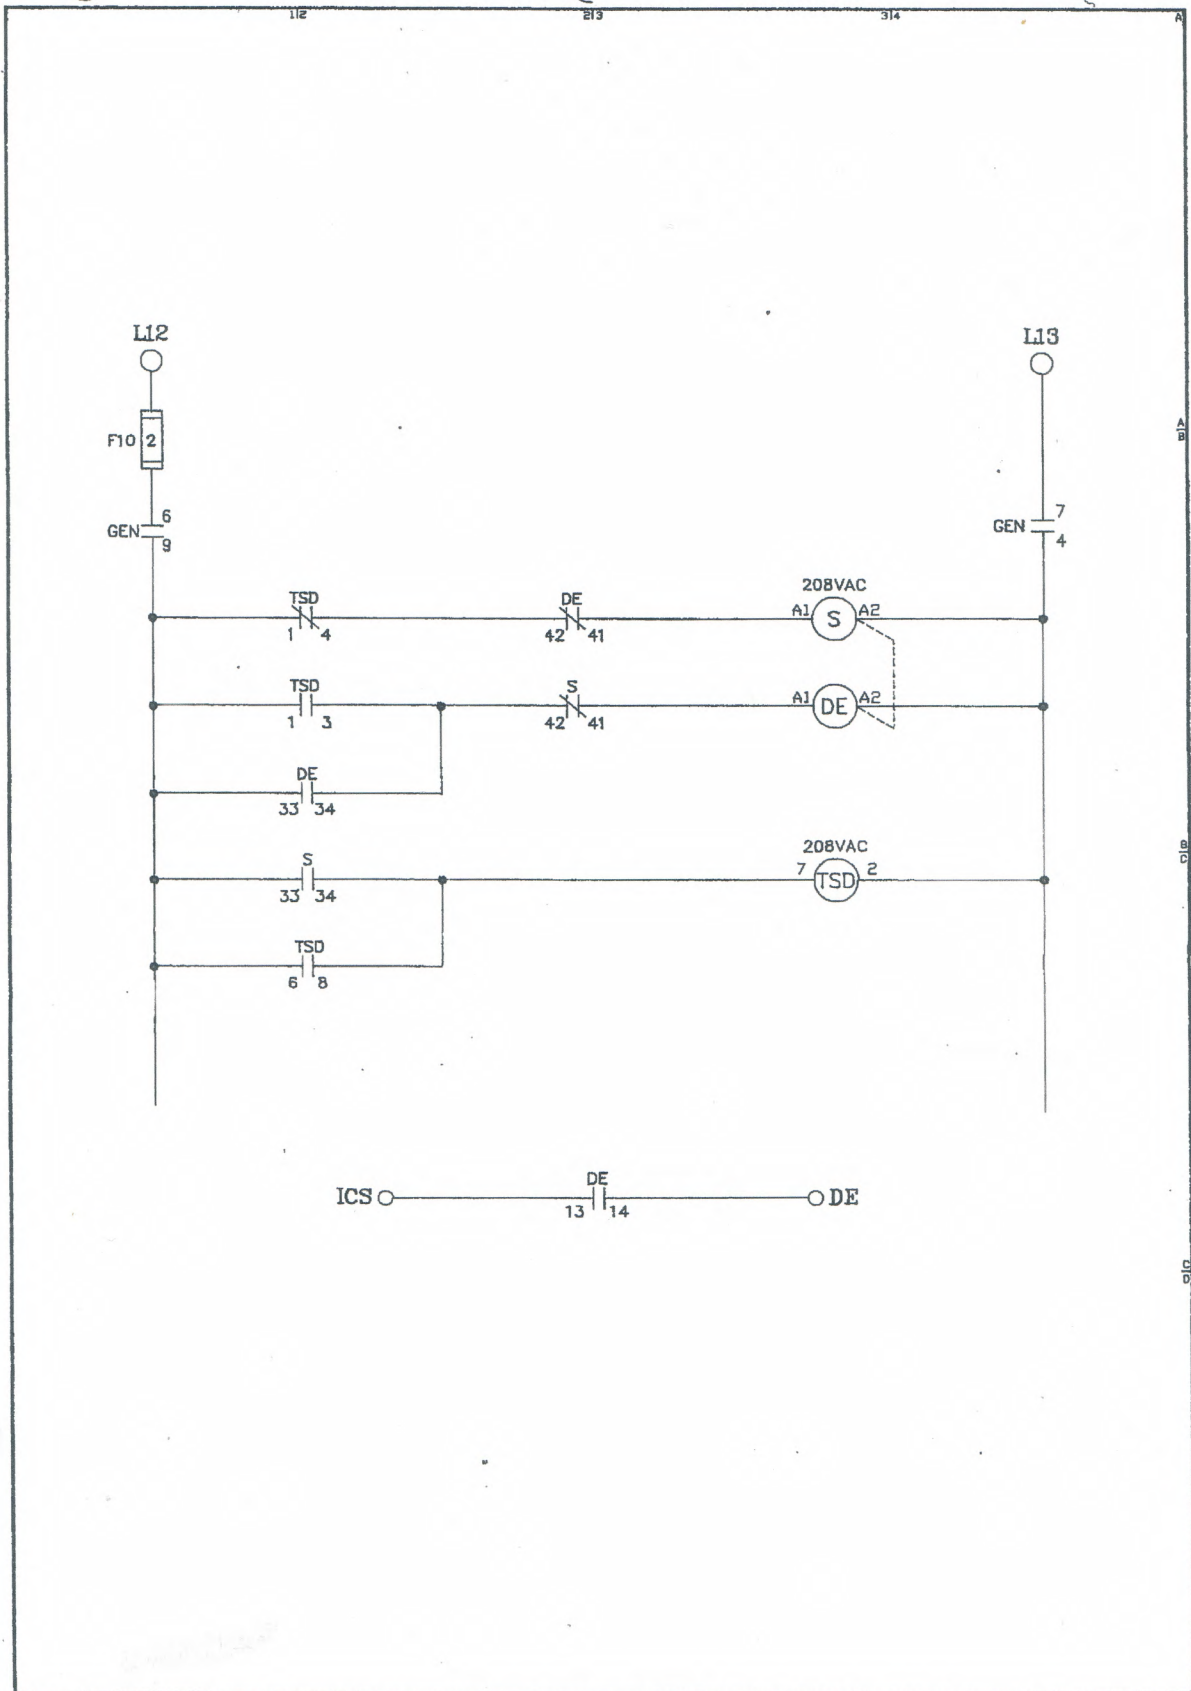 1|2 2|3 3|4 A
L12 L13
A
B
F10 2
6 7
GEN GEN
9 4
208VAC
TSD DE A1 S A2
1 4 42 41
TSD S A1 DE A2
1 3 42 41
DE
33 34
208VAC
B
C
S 7 TSD 2
33 34
TSD
6 8
DE
ICS DE
13 14
C
D